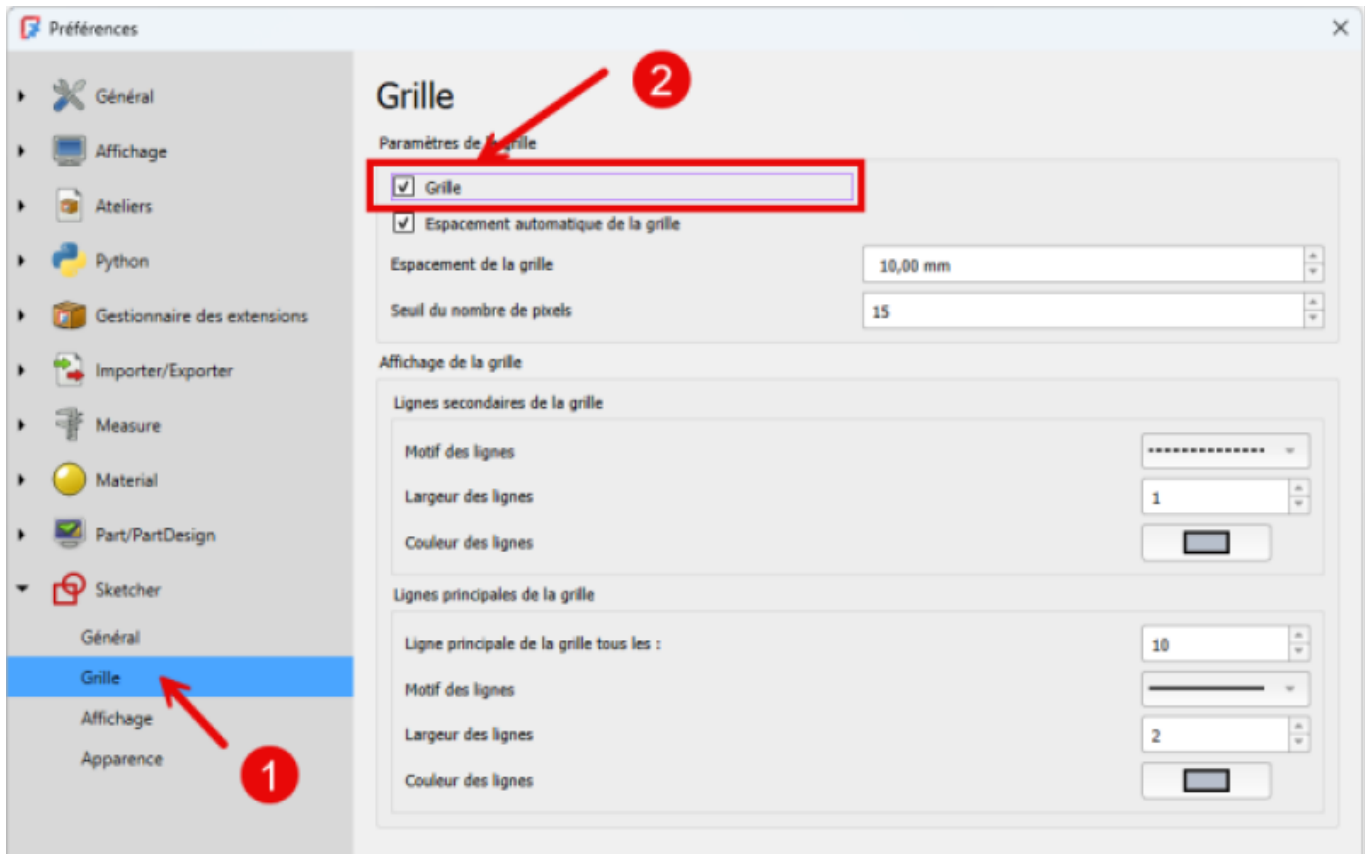 Préférences
Général
Affichage
Ateliers
Python
Gestionnaire des extensions
Importer/Exporter
Measure
Material
Part/PartDesign
Sketcher
Général
Grille
Affichage
Apparence
1
Grille
2
Paramètres de la grille
Grille
Espacement automatique de la grille
Espacement de la grille 10,00 mm
Seuil du nombre de pixels 15
Affichage de la grille
Lignes secondaires de la grille
Motif des lignes
Largeur des lignes 1
Couleur des lignes
Lignes principales de la grille
Ligne principale de la grille tous les : 10
Motif des lignes
Largeur des lignes 2
Couleur des lignes